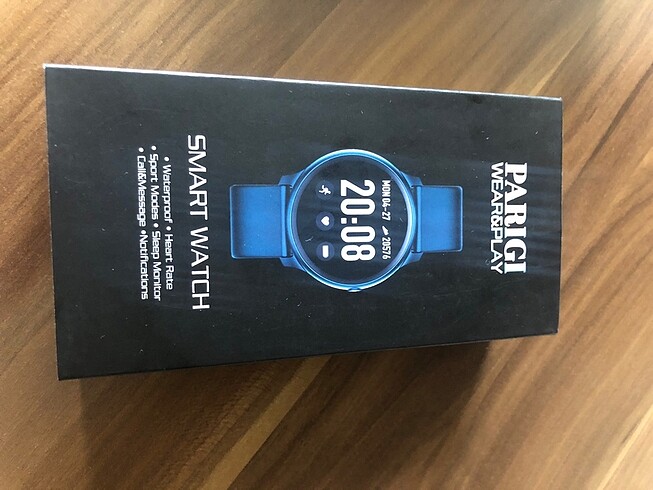 PARIGI
WEAR&PLAY
MON 04-27 20576
20:08
SMART WATCH
• Waterproof • Heart Rate
• Sport Modes • Sleep Monitor
• Call&Message •Notifications